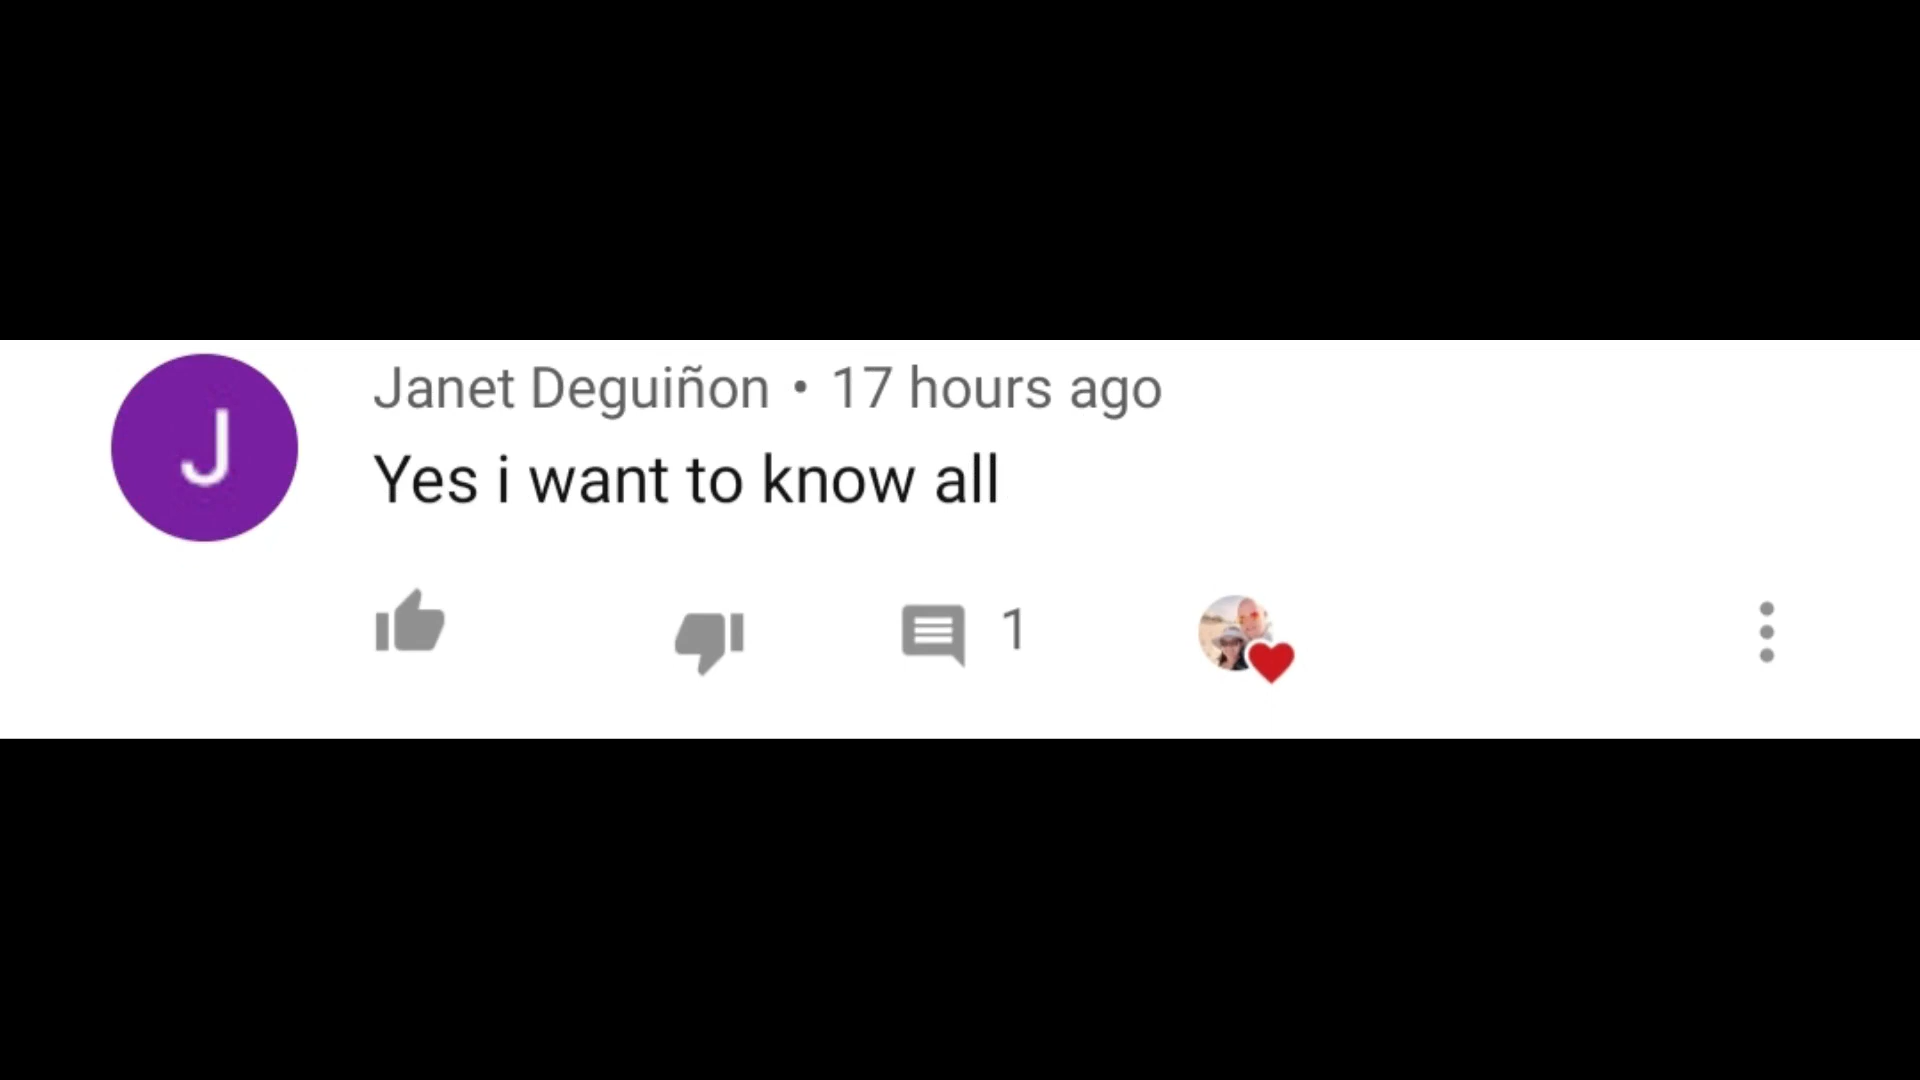 J
Janet Deguiñon • 17 hours ago
Yes i want to know all
1